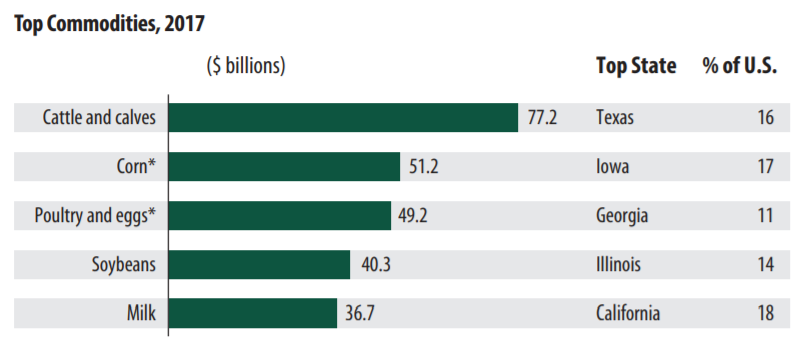 Top Commodities, 2017
($ billions) Top State % of U.S.
Cattle and calves 77.2 Texas 16
Corn* 51.2 Iowa 17
Poultry and eggs* 49.2 Georgia 11
Soybeans 40.3 Illinois 14
Milk 36.7 California 18